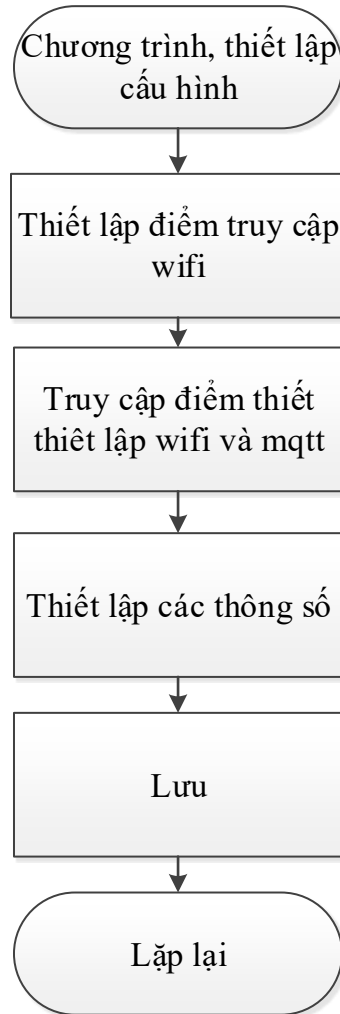 Chương trình, thiết lập
cấu hình
Thiết lập điểm truy cập
wifi
Truy cập điểm thiết
thiêt lập wifi và mqtt
Thiết lập các thông số
Lưu
Lặp lại